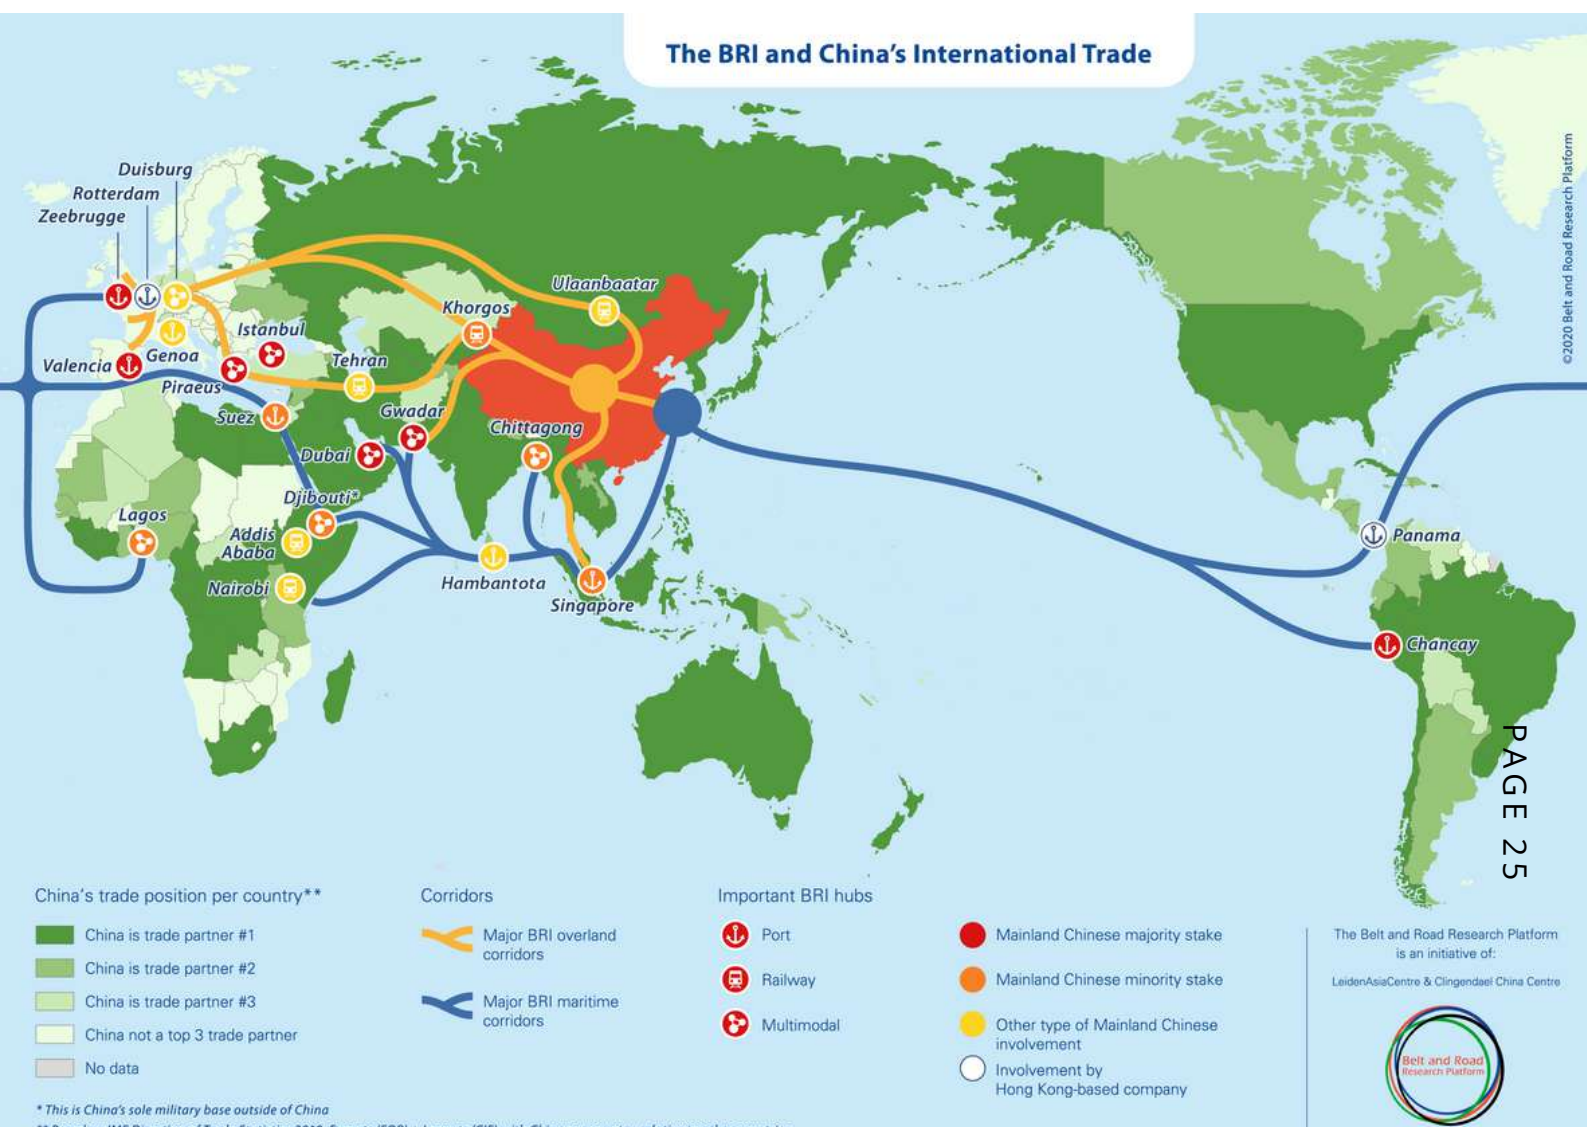 The BRI and China's International Trade
©2020 Belt and Road Research Platform
Duisburg
Rotterdam
Zeebrugge
Ulaanbaatar
Khorgos
Istanbul
Genoa
Valencia
Tehran
Piraeus
Suez
Gwadar
Chittagong
Dubai
Djibouti*
Lagos
Addis
Ababa
Nairobi
Hambantota
Singapore
Panama
Chancay
PAGE 25
China's trade position per country**
China is trade partner #1
China is trade partner #2
China is trade partner #3
China not a top 3 trade partner
No data
Corridors
Major BRI overland
corridors
Major BRI maritime
corridors
Important BRI hubs
Port
Railway
Multimodal
Mainland Chinese majority stake
Mainland Chinese minority stake
Other type of Mainland Chinese
involvement
Involvement by
Hong Kong-based company
The Belt and Road Research Platform
is an initiative of:
LeidenAsiaCentre & Clingendael China Centre
Belt and Road
Research Platform
* This is China's sole military base outside of China